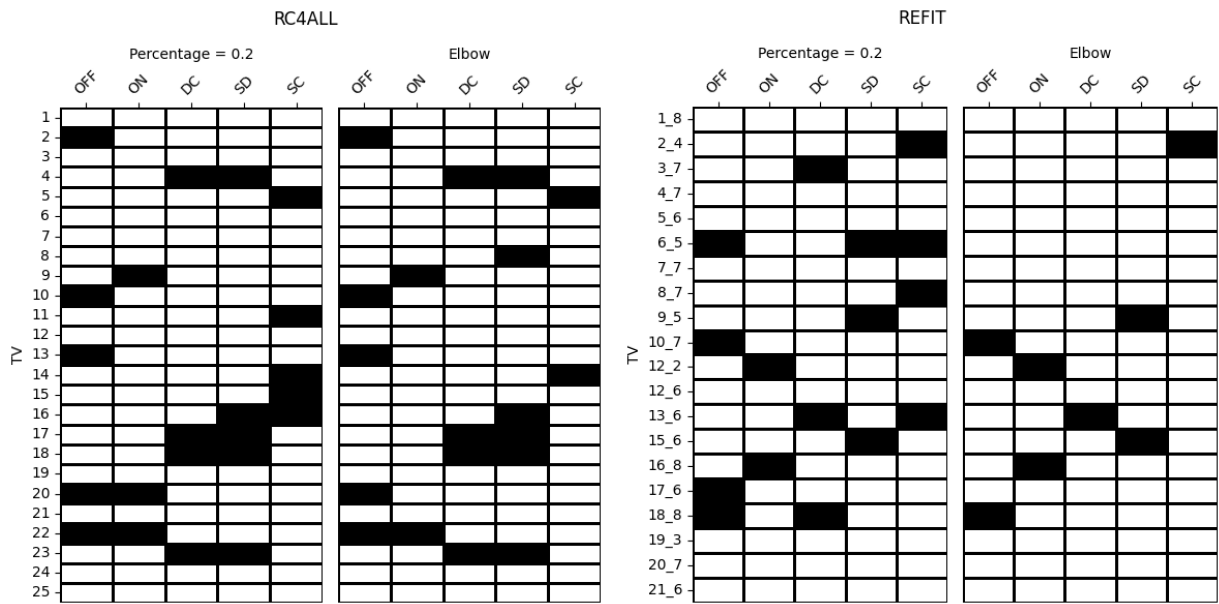 RC4ALL
Percentage = 0.2
Elbow
OFF
ON
DC
SD
SC
OFF
ON
DC
SD
SC
TV
1
2
3
4
5
6
7
8
9
10
11
12
13
14
15
16
17
18
19
20
21
22
23
24
25
REFIT
Percentage = 0.2
Elbow
OFF
ON
DC
SD
SC
OFF
ON
DC
SD
SC
TV
1_8
2_4
3_7
4_7
5_6
6_5
7_7
8_7
9_5
10_7
12_2
12_6
13_6
15_6
16_8
17_6
18_8
19_3
20_7
21_6